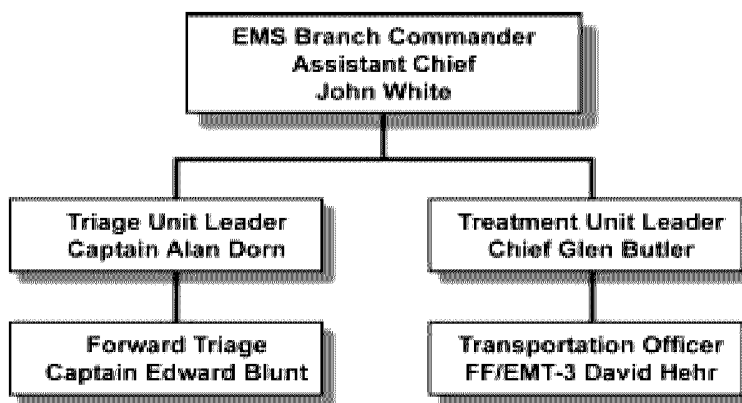 EMS Branch Commander
Assistant Chief
John White
Triage Unit Leader
Captain Alan Dorn
Treatment Unit Leader
Chief Glen Butler
Forward Triage
Captain Edward Blunt
Transportation Officer
FF/EMT-3 David Hehr